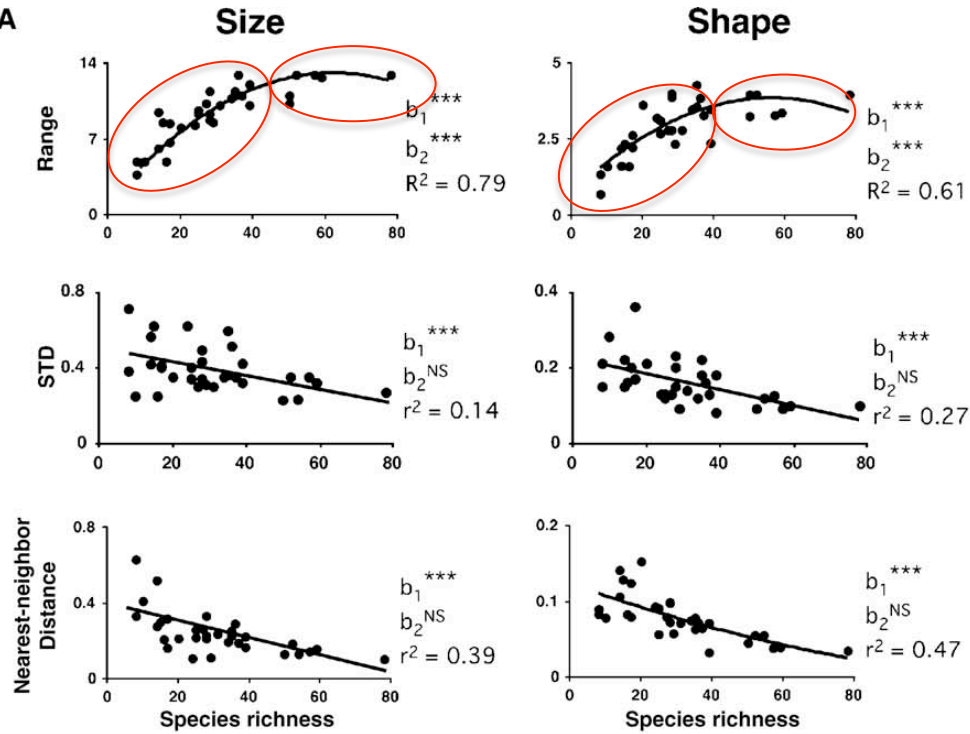 A
Size
Shape
Range
14
7
0
0 20 40 60 80
b1***
b2***
R2 = 0.79
5
2.5
0
0 20 40 60 80
b1***
b2***
R2 = 0.61
STD
0.8
0.4
0
0 20 40 60 80
b1***
b2NS
r2 = 0.14
0.4
0.2
0
0 20 40 60 80
b1***
b2NS
r2 = 0.27
Nearest-neighbor
Distance
0.8
0.4
0
0 20 40 60 80
Species richness
b1***
b2NS
r2 = 0.39
0.2
0.1
0
0 20 40 60 80
Species richness
b1***
b2NS
r2 = 0.47